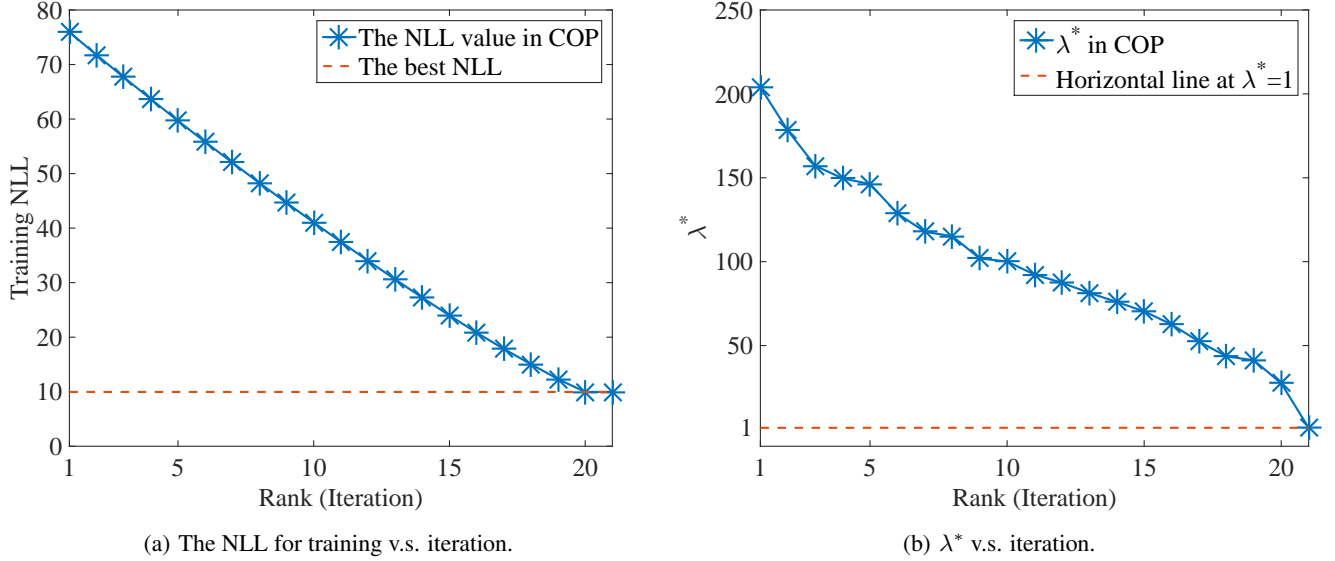 80
70
60
50
40
30
20
10
0
Training NLL
The NLL value in COP
The best NLL
1
5
10
15
20
Rank (Iteration)
(a) The NLL for training v.s. iteration.
250
200
150
100
50
1
λ*
λ* in COP
Horizontal line at λ*=1
1
5
10
15
20
Rank (Iteration)
(b) λ* v.s. iteration.